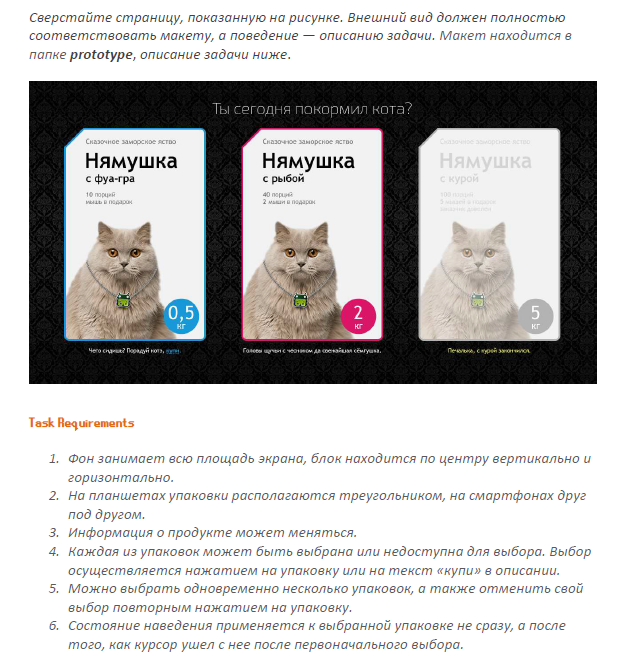 Сверстайте страницу, показанную на рисунке. Внешний вид должен полностью
соответствовать макету, а поведение — описанию задачи. Макет находится в
папке prototype, описание задачи ниже.
Ты сегодня покормил кота?
Сказочное заморское яство
Нямушка
с фуа-гра
10 порций
мышь в подарок
0,5
кг
Чего сидишь? Порадуй котэ, купи.
Сказочное заморское яство
Нямушка
с рыбой
40 порций
2 мыши в подарок
2
кг
Головы щучьи с чесноком да свежайшая сёмгушка.
Сказочное заморское яство
Нямушка
с курой
100 порций
5 мышей в подарок
заказчик доволен
5
кг
Печалька, с курой закончился.
Task Requirements
1. Фон занимает всю площадь экрана, блок находится по центру вертикально и
горизонтально.
2. На планшетах упаковки располагаются треугольником, на смартфонах друг
под другом.
3. Информация о продукте может меняться.
4. Каждая из упаковок может быть выбрана или недоступна для выбора. Выбор
осуществляется нажатием на упаковку или на текст «купи» в описании.
5. Можно выбрать одновременно несколько упаковок, а также отменить свой
выбор повторным нажатием на упаковку.
6. Состояние наведения применяется к выбранной упаковке не сразу, а после
того, как курсор ушел с нее после первоначального выбора.